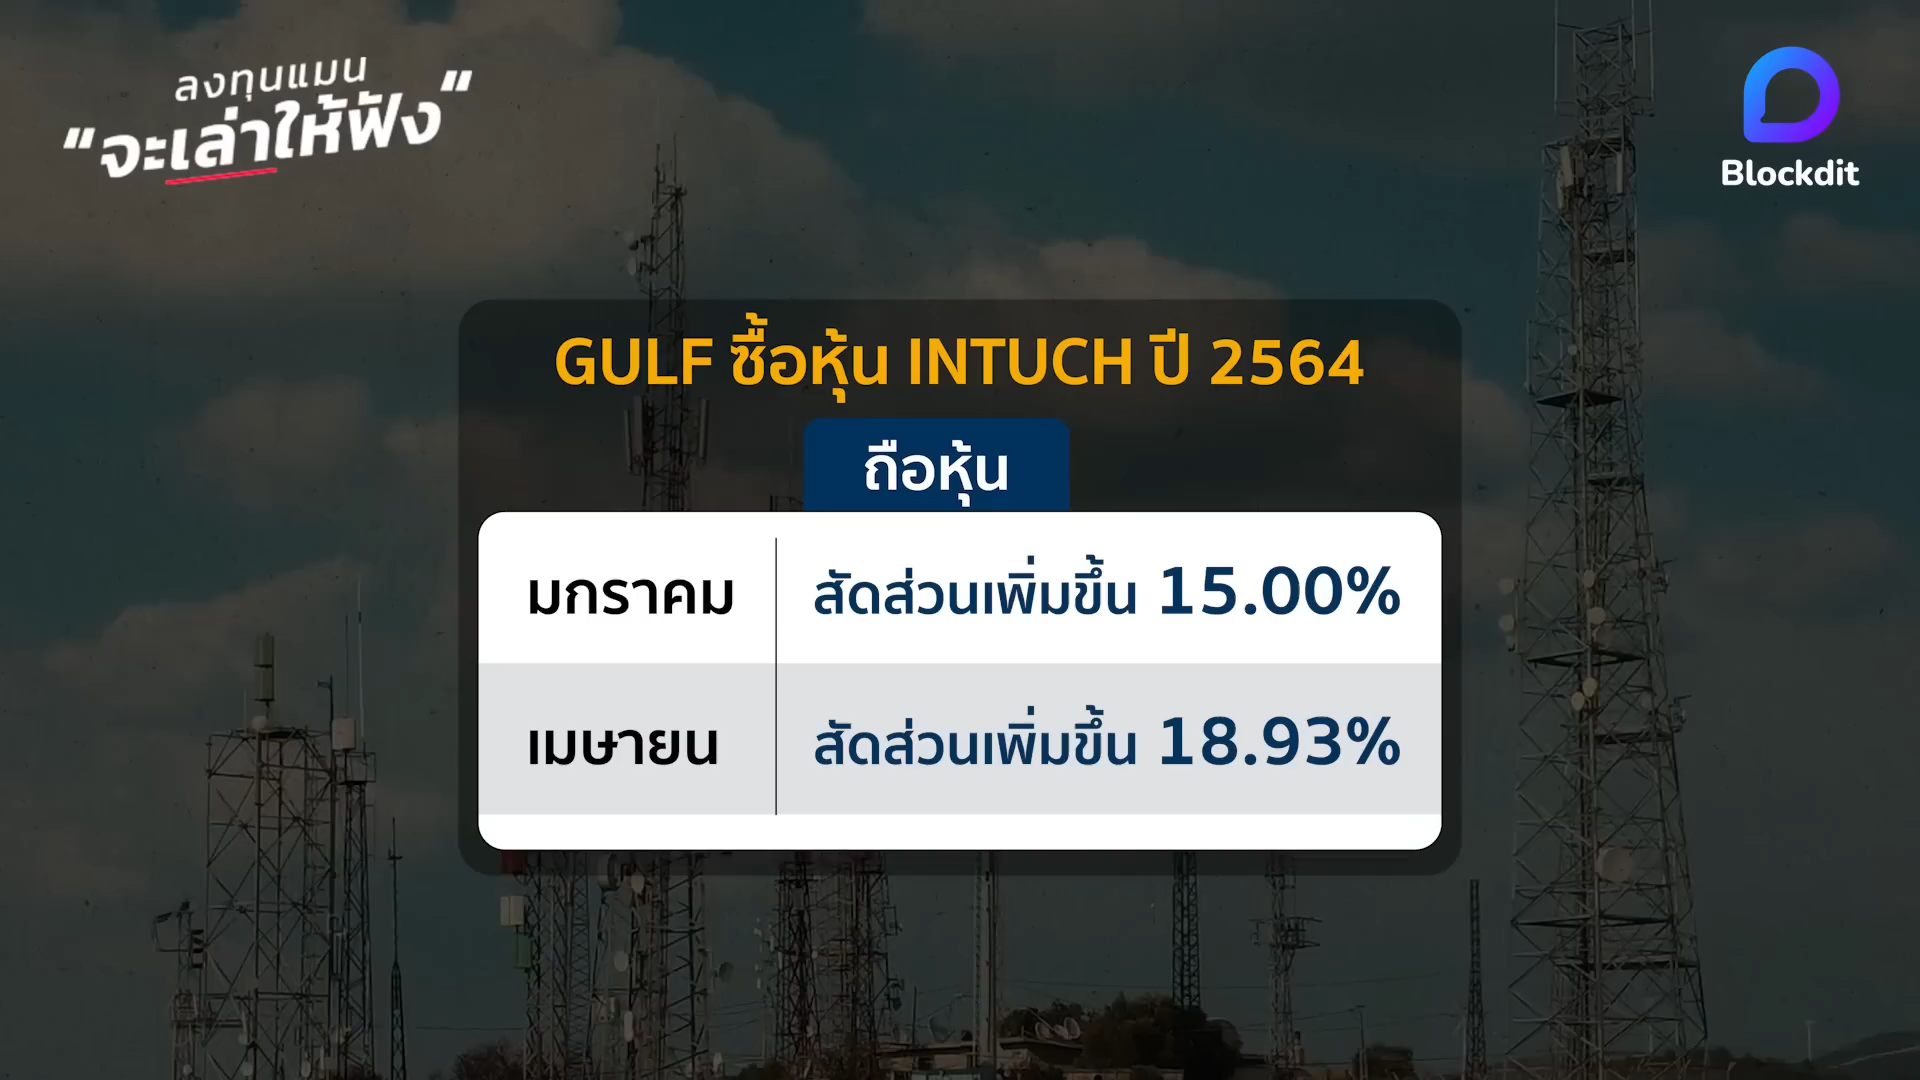 ลงทุนแมน
“จะเล่าให้ฟัง“
Blockdit
GULF ซื้อหุ้น INTUCH ปี 2564
ถือหุ้น
มกราคม สัดส่วนเพิ่มขึ้น 15.00%
เมษายน สัดส่วนเพิ่มขึ้น 18.93%